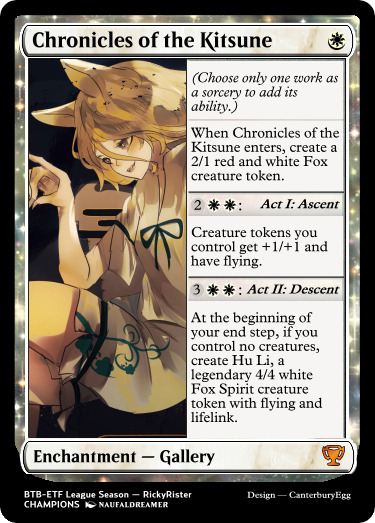 Chronicles of the Kitsune
(Choose only one work as
a sorcery to add its
ability.)
When Chronicles of the
Kitsune enters, create a
2/1 red and white Fox
creature token.
2 : Act I: Ascent
Creature tokens you
control get +1/+1 and
have flying.
3 : Act II: Descent
At the beginning of
your end step, if you
control no creatures,
create Hu Li, a
legendary 4/4 white
Fox Spirit creature
token with flying and
lifelink.
Enchantment — Gallery
BTB-ETF League Season — RickyRister
Design — CanterburyEgg
CHAMPIONS NAUFALDREAMER